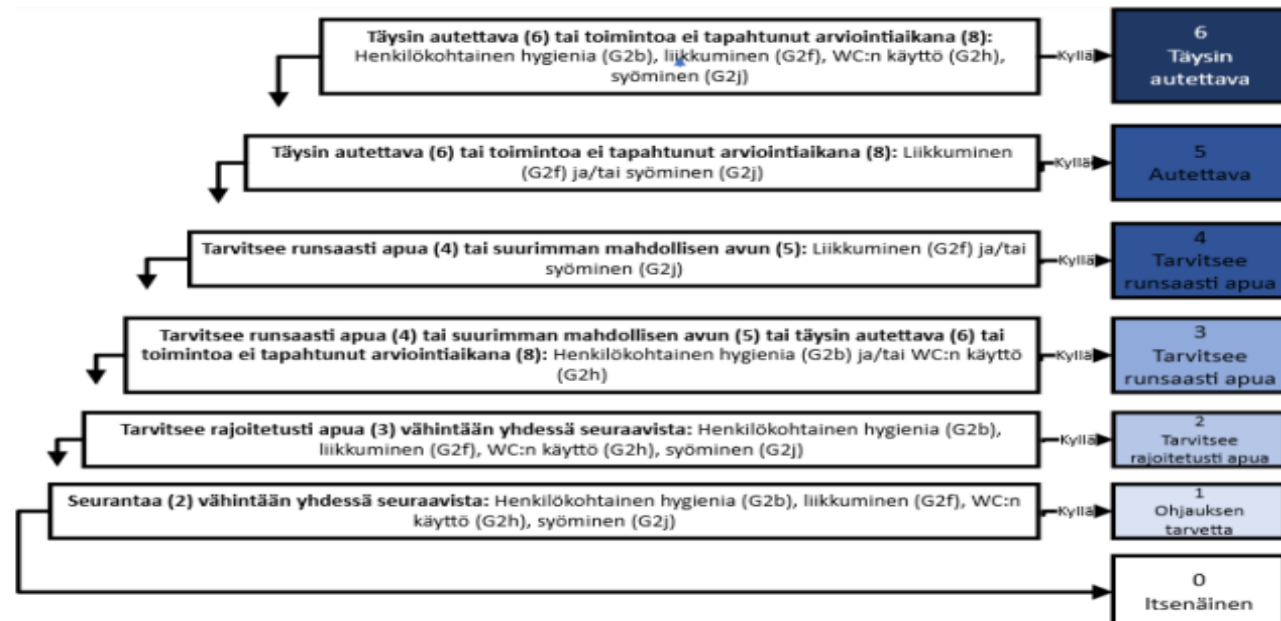 Täysin autettava (6) tai toimintoa ei tapahtunut arviointiaikana (8):
Henkilökohtainen hygienia (G2b), liikkuminen (G2f), WC:n käyttö (G2h),
syöminen (G2j)
Kyllä
6
Täysin
autettava
Täysin autettava (6) tai toimintoa ei tapahtunut arviointiaikana (8): Liikkuminen
(G2f) ja/tai syöminen (G2j)
Kyllä
5
Autettava
Tarvitsee runsaasti apua (4) tai suurimman mahdollisen avun (5): Liikkuminen (G2f) ja/tai
syöminen (G2j)
Kyllä
4
Tarvitsee
runsaasti apua
Tarvitsee runsaasti apua (4) tai suurimman mahdollisen avun (5) tai täysin autettava (6) tai
toimintoa ei tapahtunut arviointiaikana (8): Henkilökohtainen hygienia (G2b) ja/tai WC:n käyttö
(G2h)
Kyllä
3
Tarvitsee
runsaasti apua
Tarvitsee rajoitetusti apua (3) vähintään yhdessä seuraavista: Henkilökohtainen hygienia (G2b),
liikkuminen (G2f), WC:n käyttö (G2h), syöminen (G2j)
Kyllä
2
Tarvitsee
rajoitetusti apua
Seurantaa (2) vähintään yhdessä seuraavista: Henkilökohtainen hygienia (G2b), liikkuminen (G2f), WC:n
käyttö (G2h), syöminen (G2j)
Kyllä
1
Ohjauksen
tarvetta
0
Itsenäinen